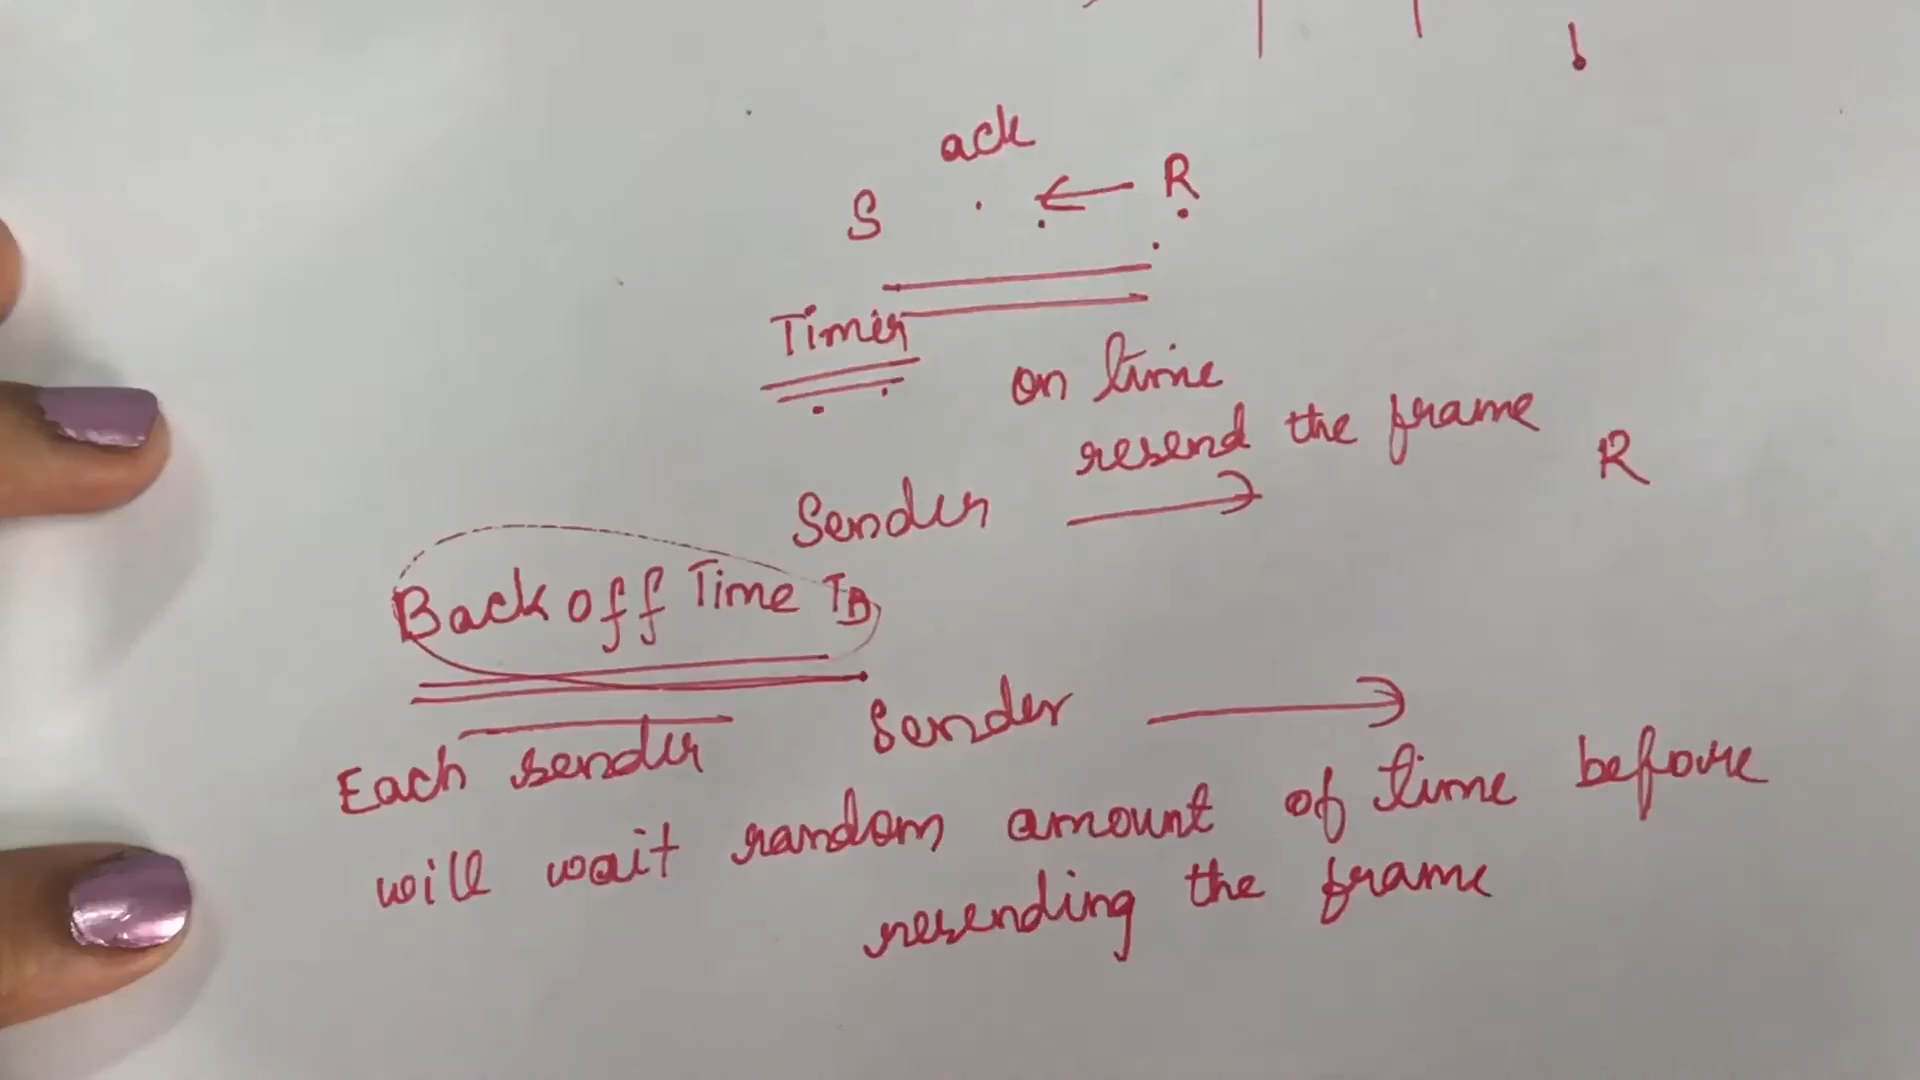 ack
S R
Timer
on time
resend the frame R
Sender
Back off Time TB
Sender
Each sender
will wait random amount of time before
resending the frame